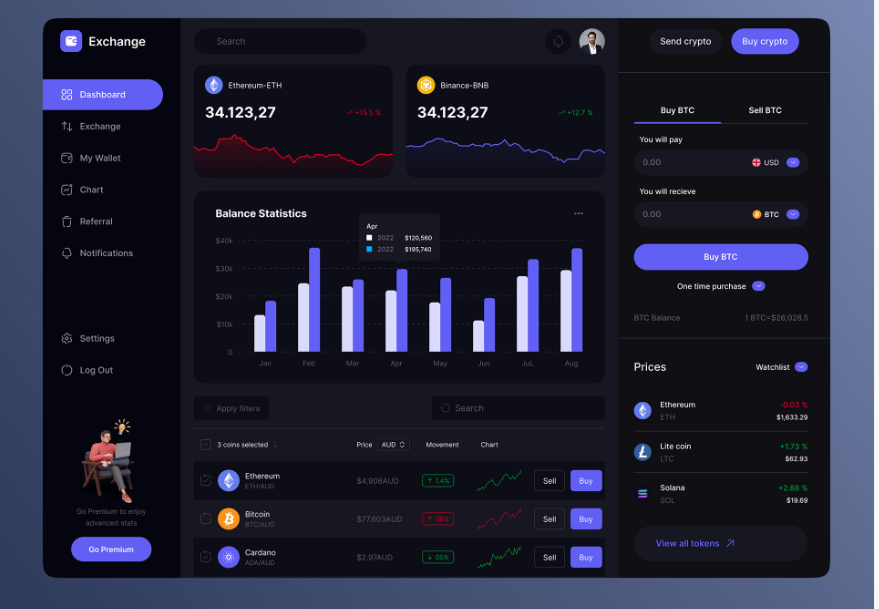 Exchange
Search
Send crypto
Buy crypto
Dashboard
Exchange
My Wallet
Chart
Referral
Notifications
Settings
Log Out
Go Premium to enjoy
advanced stats
Go Premium
Ethereum-ETH
34.123,27
+15.5 %
Binance-BNB
34.123,27
+12.7 %
Balance Statistics
Apr
2022 $120,560
2022 $195,740
$40k
$30k
$20k
$10k
0
Jan Feb Mar Apr May Jun JuL Aug
Apply filters
Search
3 coins selected Price AUD Movement Chart
Ethereum
ETH/AUD
$4,908AUD
1.4%
Sell
Buy
Bitcoin
BTC/AUD
$77.603AUD
06%
Sell
Buy
Cardano
ADA/AUD
$2.97AUD
05%
Sell
Buy
Buy BTC
Sell BTC
You will pay
0.00 USD
You will recieve
0.00 BTC
Buy BTC
One time purchase
BTC Balance 1 BTC=$26,028.5
Prices
Watchlist
Ethereum -0.03 %
ETH $1,633.29
Lite coin +1.73 %
LTC $62.93
Solana +2.88 %
SOL $19.69
View all tokens